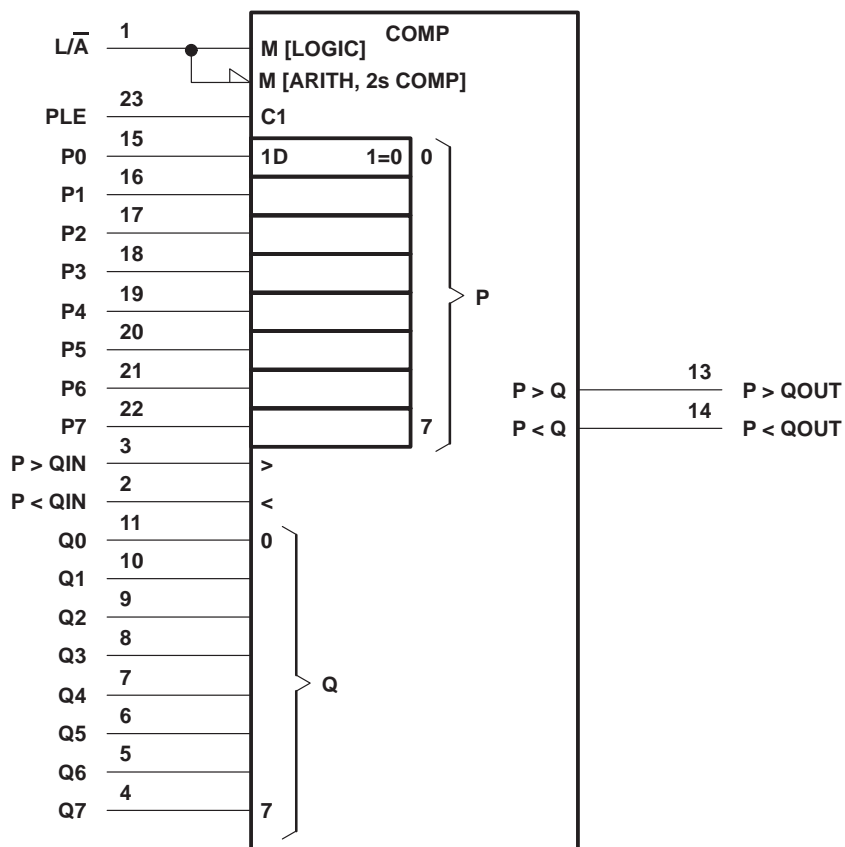 COMP
L/A̅ 1 M [LOGIC]
M [ARITH, 2s COMP]
PLE 23 C1
P0 15 1D 1=0 0
P1 16
P2 17
P3 18
P4 19
P
P5 20
P6 21
P > Q 13 P > QOUT
P7 22 7
P < Q 14 P < QOUT
P > QIN 3 >
P < QIN 2 <
Q0 11 0
Q1 10
Q2 9
Q3 8
Q4 7
Q
Q5 6
Q6 5
Q7 4 7